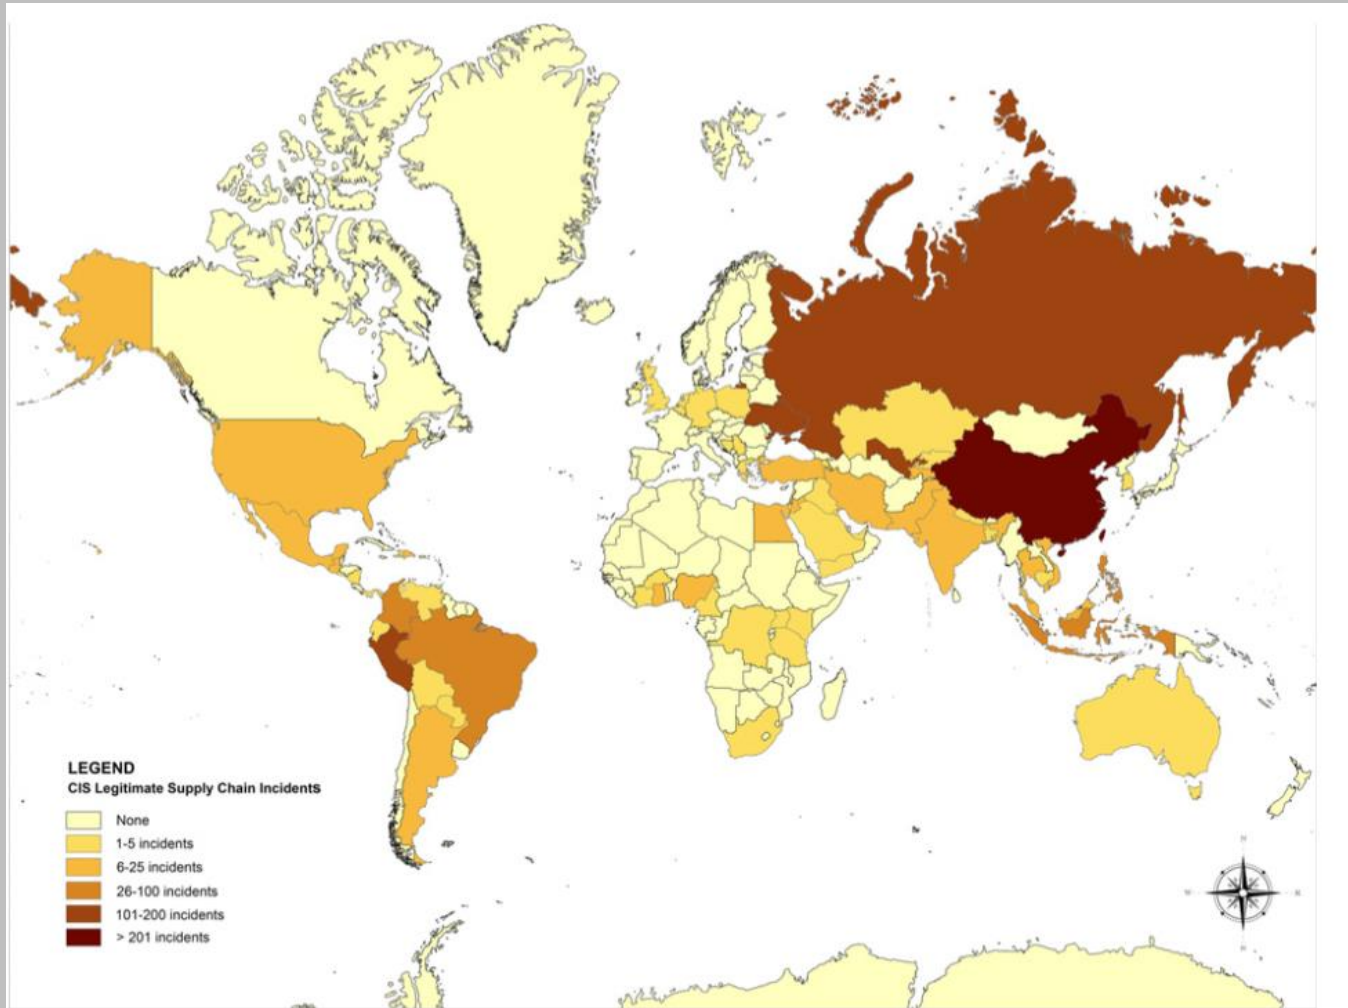 LEGEND
CIS Legitimate Supply Chain Incidents
None
1-5 incidents
6-25 incidents
26-100 incidents
101-200 incidents
> 201 incidents